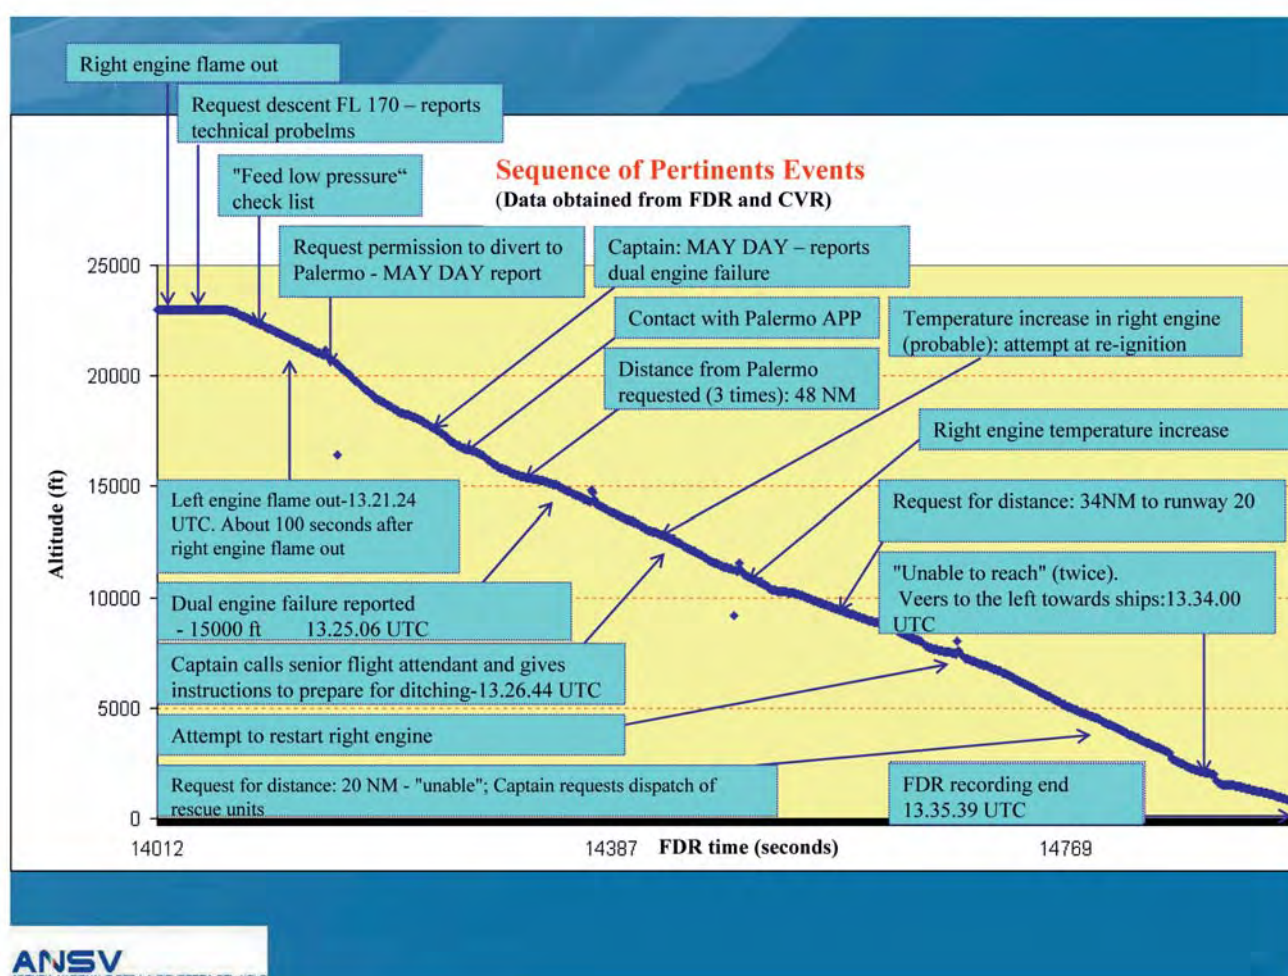 Right engine flame out
Request descent FL 170 – reports
technical probelms
"Feed low pressure“
check list
Sequence of Pertinents Events
(Data obtained from FDR and CVR)
Request permission to divert to
Palermo - MAY DAY report
Captain: MAY DAY – reports
dual engine failure
Contact with Palermo APP
Temperature increase in right engine
(probable): attempt at re-ignition
Distance from Palermo
requested (3 times): 48 NM
Right engine temperature increase
Left engine flame out-13.21.24
UTC. About 100 seconds after
right engine flame out
Request for distance: 34NM to runway 20
"Unable to reach" (twice).
Veers to the left towards ships:13.34.00
UTC
Dual engine failure reported
- 15000 ft 13.25.06 UTC
Captain calls senior flight attendant and gives
instructions to prepare for ditching-13.26.44 UTC
Attempt to restart right engine
Request for distance: 20 NM - "unable"; Captain requests dispatch of
rescue units
FDR recording end
13.35.39 UTC
Altitude (ft)
25000
20000
15000
10000
5000
0
14012
14387
FDR time (seconds)
14769
ANSV